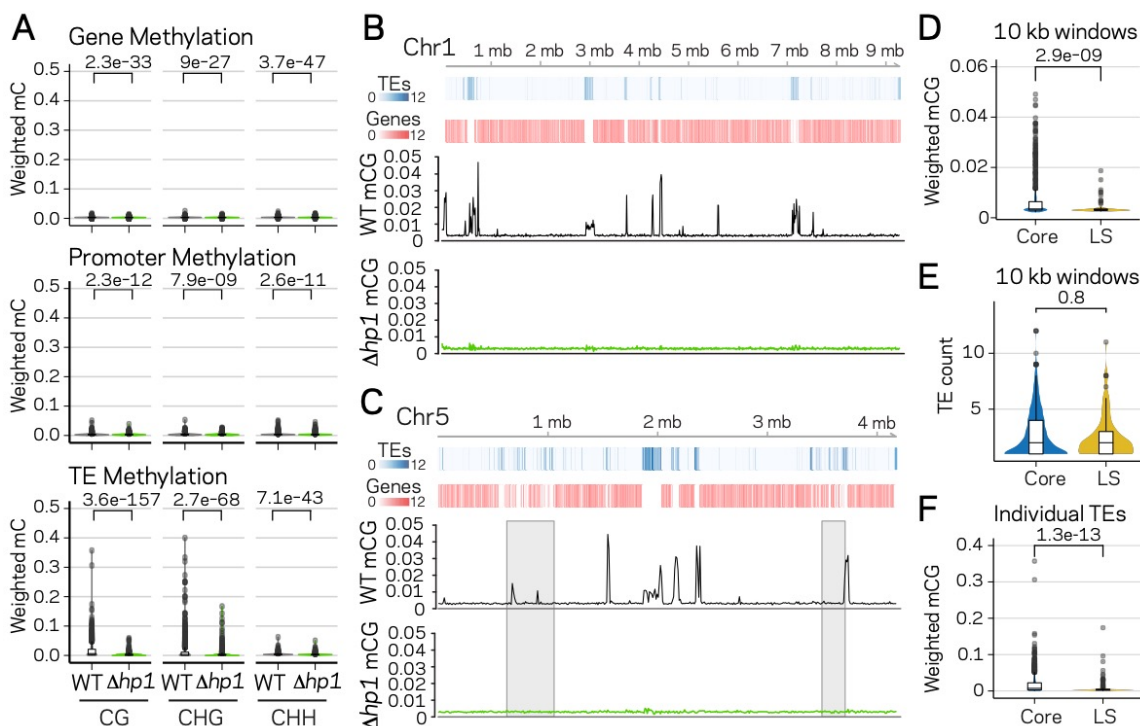 A
Gene Methylation
2.3e-33 9e-27 3.7e-47
0.5
0.4
0.3
0.2
0.1
0.0
Weighted mC
Promoter Methylation
2.3e-12 7.9e-09 2.6e-11
0.5
0.4
0.3
0.2
0.1
0.0
Weighted mC
TE Methylation
3.6e-157 2.7e-68 7.1e-43
0.5
0.4
0.3
0.2
0.1
0.0
Weighted mC
WT Δhp1 WT Δhp1 WT Δhp1
CG CHG CHH
B
Chr1 1 mb 2 mb 3 mb 4 mb 5 mb 6 mb 7 mb 8 mb 9 mb
TEs
0 12
Genes
0 12
0.05
0.04
0.03
0.02
0.01
0
WT mCG
0.05
0.04
0.03
0.02
0.01
0
Δhp1 mCG
C
Chr5 1 mb 2 mb 3 mb 4 mb
TEs
0 12
Genes
0 12
0.05
0.04
0.03
0.02
0.01
0
WT mCG
0.05
0.04
0.03
0.02
0.01
0
Δhp1 mCG
D
10 kb windows
2.9e-09
0.06
0.04
0.02
0
Weighted mCG
Core LS
E
10 kb windows
0.8
10
5
TE count
Core LS
F
Individual TEs
1.3e-13
0.4
0.3
0.2
0.1
0
Weighted mCG
Core LS